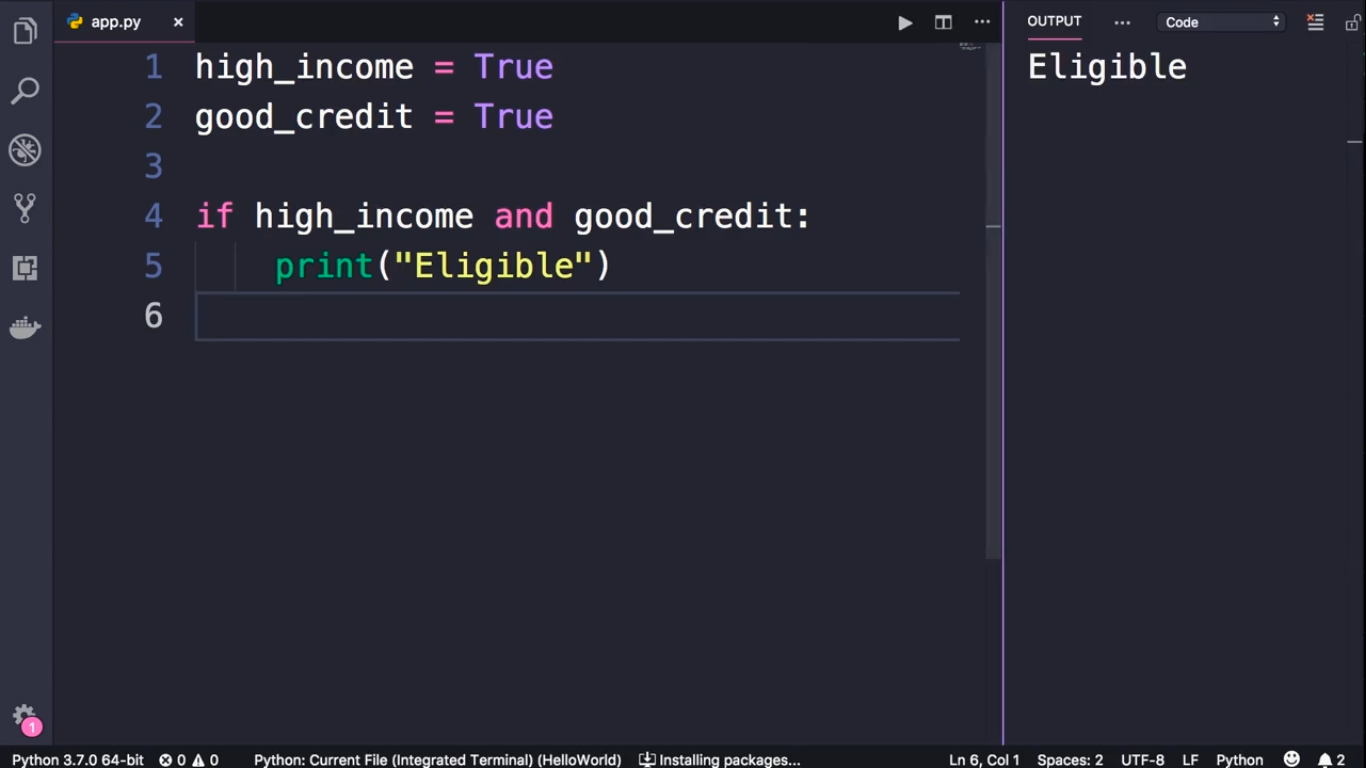 app.py
OUTPUT
Code
1 high_income = True
2 good_credit = True
3
4 if high_income and good_credit:
5 print("Eligible")
6
Eligible
1
Python 3.7.0 64-bit 0 0 Python: Current File (Integrated Terminal) (HelloWorld) Installing packages... Ln 6, Col 1 Spaces: 2 UTF-8 LF Python 2